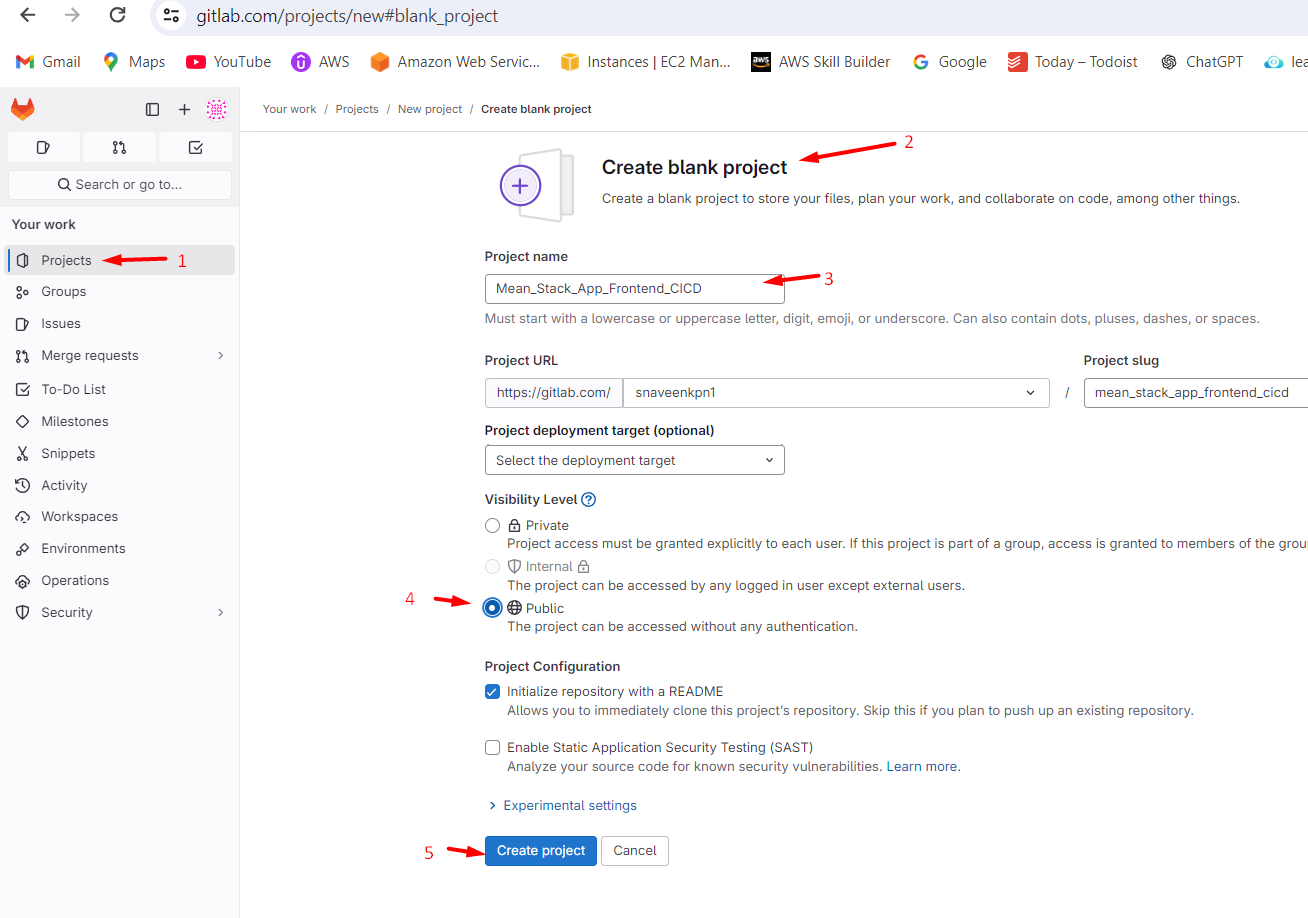 gitlab.com/projects/new#blank_project
Gmail Maps YouTube AWS Amazon Web Servic... Instances | EC2 Man... AWS Skill Builder Google Today – Todoist ChatGPT
Your work / Projects / New project / Create blank project
Search or go to...
Your work
Projects
1
Groups
Issues
Merge requests
To-Do List
Milestones
Snippets
Activity
Workspaces
Environments
Operations
Security
Create blank project
2
Create a blank project to store your files, plan your work, and collaborate on code, among other things.
Project name
Mean_Stack_App_Frontend_CICD
3
Must start with a lowercase or uppercase letter, digit, emoji, or underscore. Can also contain dots, pluses, dashes, or spaces.
Project URL
Project slug
https://gitlab.com/ snaveenkpn1 / mean_stack_app_frontend_cicd
Project deployment target (optional)
Select the deployment target
Visibility Level
Private
Project access must be granted explicitly to each user. If this project is part of a group, access is granted to members of the
Internal
The project can be accessed by any logged in user except external users.
4
Public
The project can be accessed without any authentication.
Project Configuration
Initialize repository with a README
Allows you to immediately clone this project's repository. Skip this if you plan to push up an existing repository.
Enable Static Application Security Testing (SAST)
Analyze your source code for known security vulnerabilities. Learn more.
Experimental settings
5
Create project Cancel